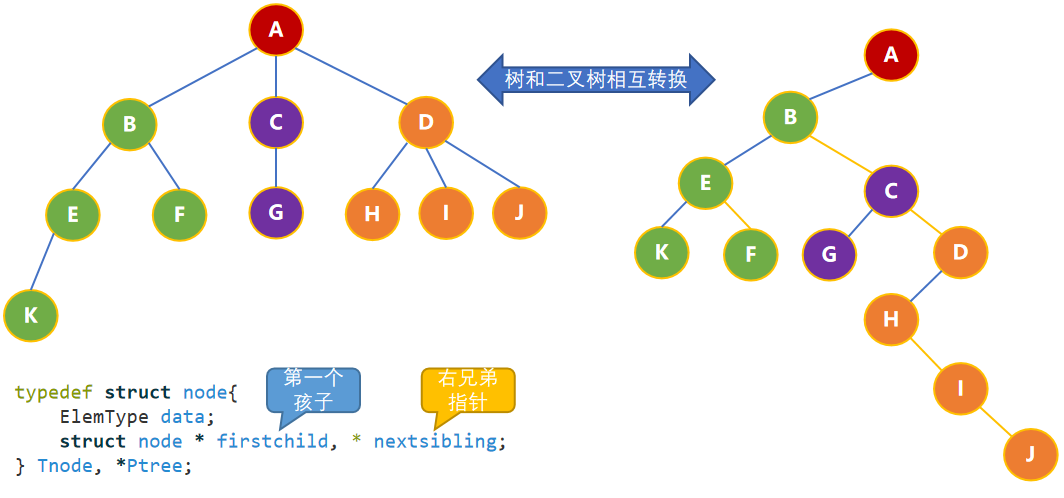 A
树和二叉树相互转换
A
B
C
D
B
E
F
G
H
I
J
E
C
K
F
G
D
K
H
I
J
第一个
孩子
右兄弟
指针
typedef struct node{
ElemType data;
struct node * firstchild, * nextsibling;
} Tnode, *Ptree;